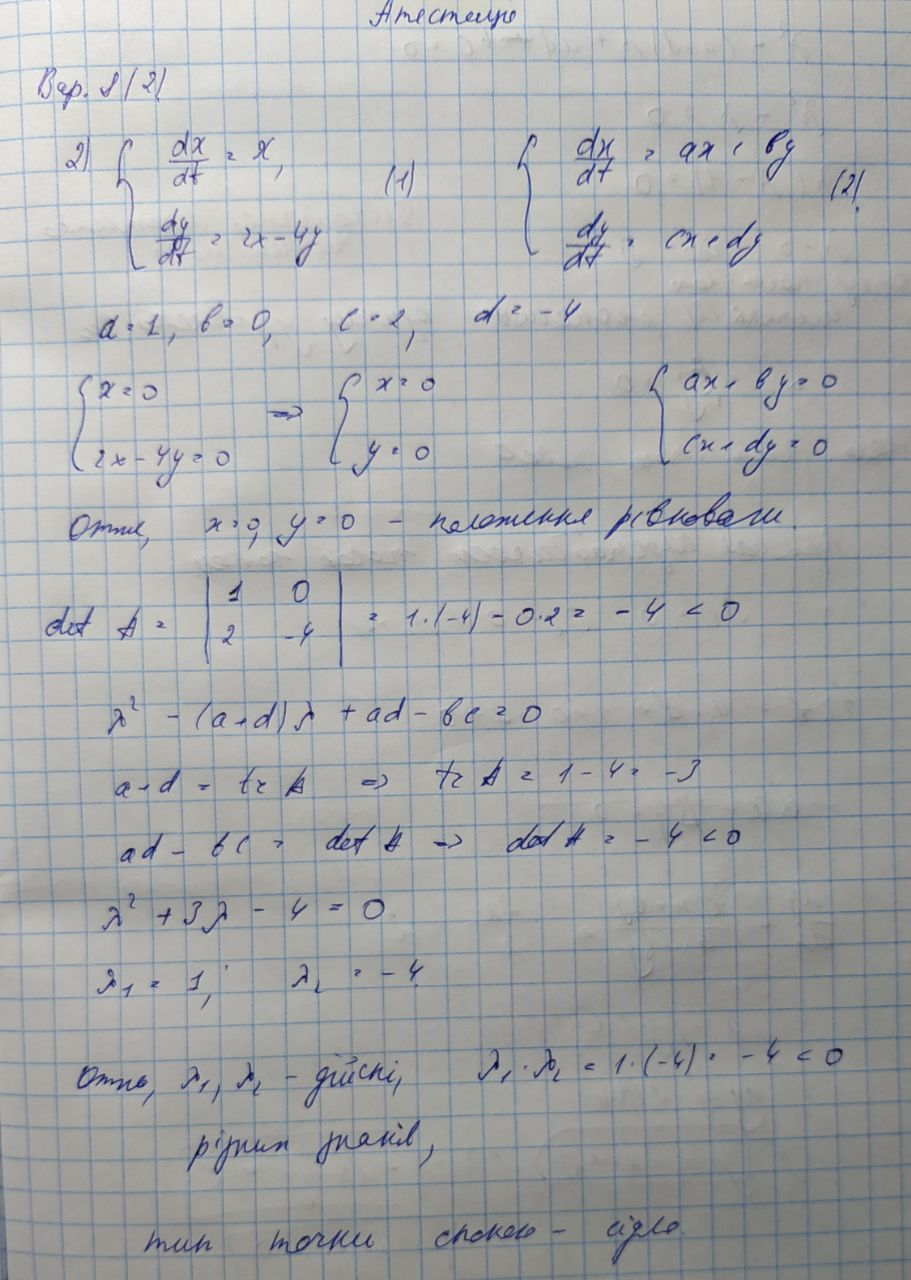 Атестація
Вар. 8 (2)
2) { dx/dt = x, (1) { dx/dt = ax + by (2)
dy/dt = 2x - 4y dy/dt = cx + dy
a = 1, b = 0, c = 2, d = -4
{ x = 0 => { x = 0 { ax + by = 0
2x - 4y = 0 y = 0 cx + dy = 0
Отже, x = 0, y = 0 - положення рівноваги.
det A = | 1 0 | = 1·(-4) - 0·2 = -4 < 0
| 2 -4 |
λ² - (a + d)λ + ad - bc = 0
a + d = tr A => tr A = 1 - 4 = -3
ad - bc = det A => det A = -4 < 0
λ² + 3λ - 4 = 0
λ₁ = 1; λ₂ = -4
Отже, λ₁, λ₂ - дійсні, λ₁·λ₂ = 1·(-4) = -4 < 0
різних знаків,
тип точки спокою - сідло.